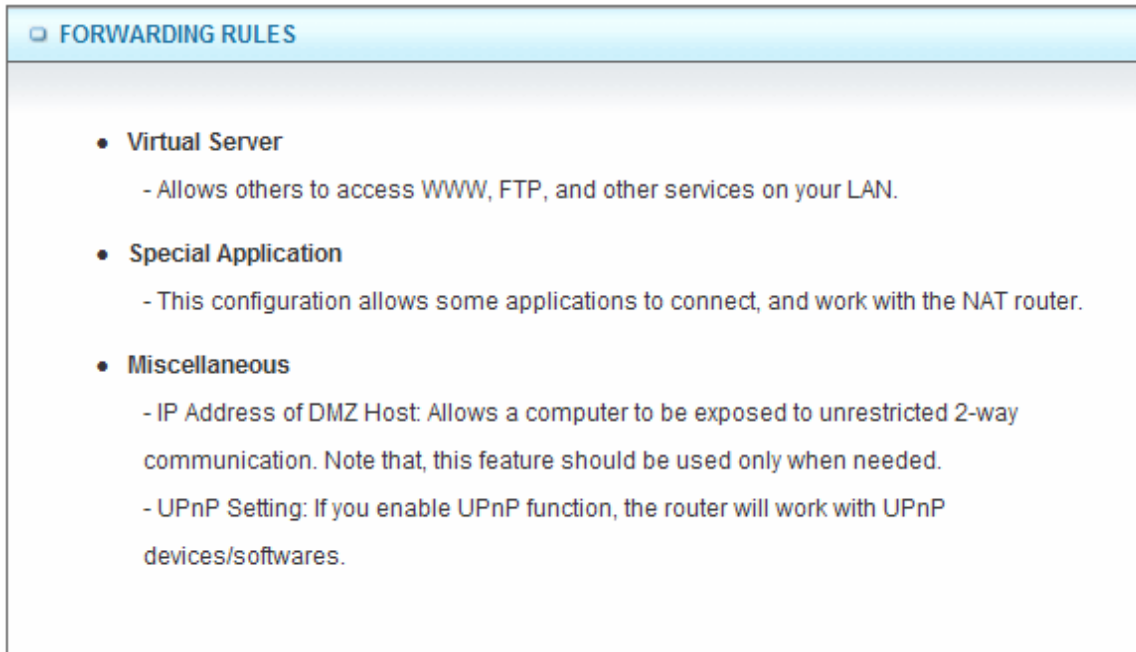 FORWARDING RULES
• Virtual Server
- Allows others to access WWW, FTP, and other services on your LAN.
• Special Application
- This configuration allows some applications to connect, and work with the NAT router.
• Miscellaneous
- IP Address of DMZ Host: Allows a computer to be exposed to unrestricted 2-way
communication. Note that, this feature should be used only when needed.
- UPnP Setting: If you enable UPnP function, the router will work with UPnP
devices/softwares.